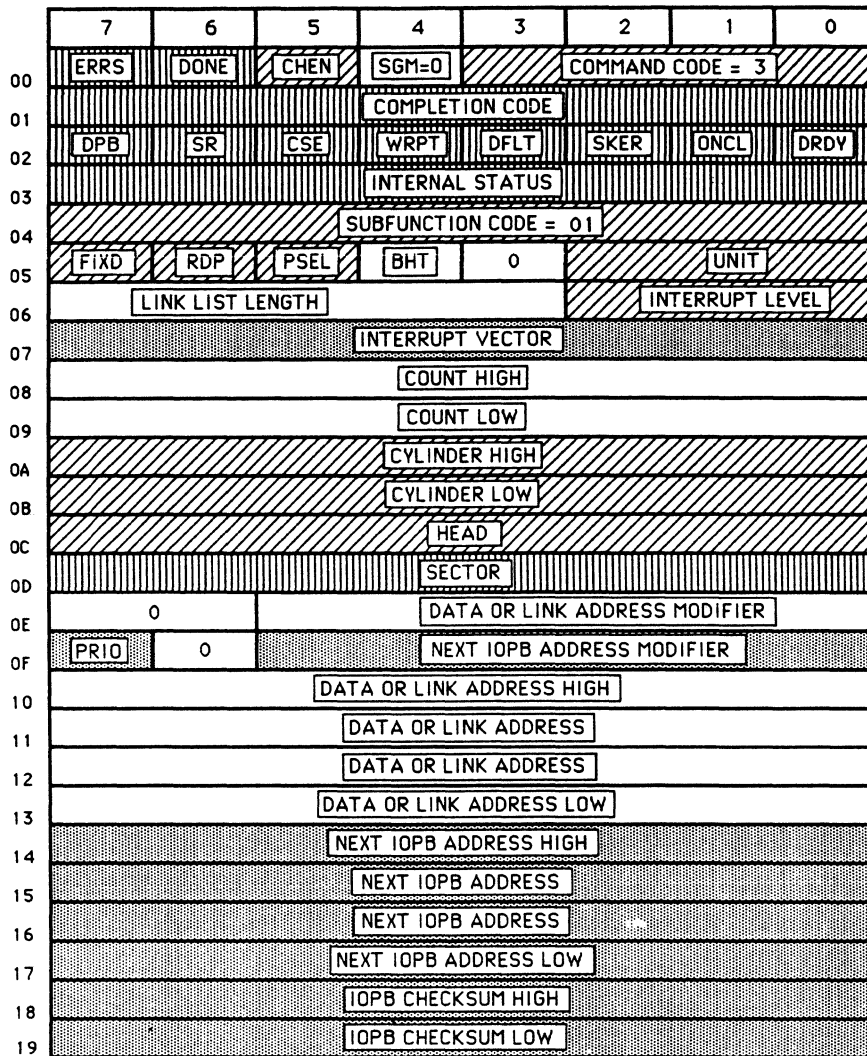 7 6 5 4 3 2 1 0
ERRS DONE CHEN SGM=0 COMMAND CODE = 3
00
COMPLETION CODE
01
DPB SR CSE WRPT DFLT SKER ONCL DRDY
02
INTERNAL STATUS
03
SUBFUNCTION CODE = 01
04
FIXD RDP PSEL BHT 0 UNIT
05
LINK LIST LENGTH INTERRUPT LEVEL
06
INTERRUPT VECTOR
07
COUNT HIGH
08
COUNT LOW
09
CYLINDER HIGH
0A
CYLINDER LOW
0B
HEAD
0C
SECTOR
0D
0 DATA OR LINK ADDRESS MODIFIER
0E
PRIO 0 NEXT IOPB ADDRESS MODIFIER
0F
DATA OR LINK ADDRESS HIGH
10
DATA OR LINK ADDRESS
11
DATA OR LINK ADDRESS
12
DATA OR LINK ADDRESS LOW
13
NEXT IOPB ADDRESS HIGH
14
NEXT IOPB ADDRESS
15
NEXT IOPB ADDRESS
16
NEXT IOPB ADDRESS LOW
17
IOPB CHECKSUM HIGH
18
IOPB CHECKSUM LOW
19